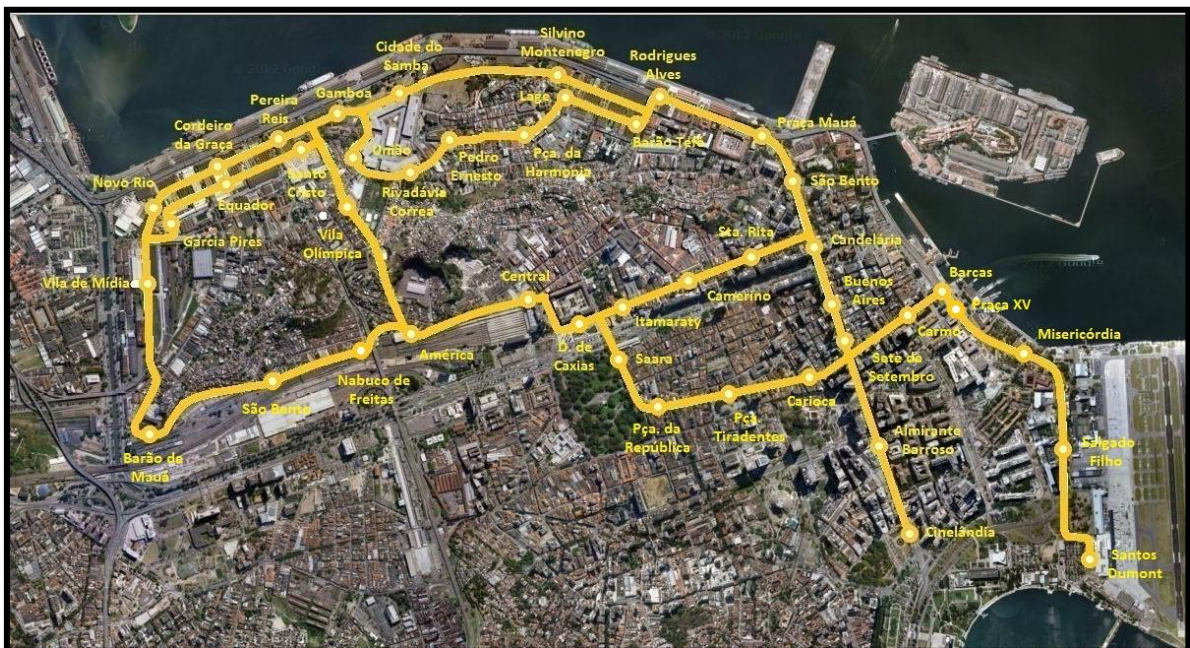 Silvino
Montenegro
Cidade do
Samba
Rodrigues
Alves
Lage
Gamboa
Pereira
Reis
Cordeiro
da Graça
Praça Mauá
Barão Tefé
União
Pedro
Ernesto
Pça. da
Harmonia
Santo
Cristo
Novo Rio
Equador
Rivadávia
Correa
São Bento
Garcia Pires
Vila
Olímpica
Sta. Rita
Candelária
Vila de Mídia
Central
Camerino
Barcas
Buenos
Aires
Praça XV
Itamaraty
Carmo
Misericórdia
América
D. de
Caxias
Saara
Sete de
Setembro
Nabuco de
Freitas
São Bento
Carioca
Pça.
Tiradentes
Pça. da
República
Almirante
Barroso
Salgado
Filho
Barão de
Mauá
Cinelândia
Santos
Dumont